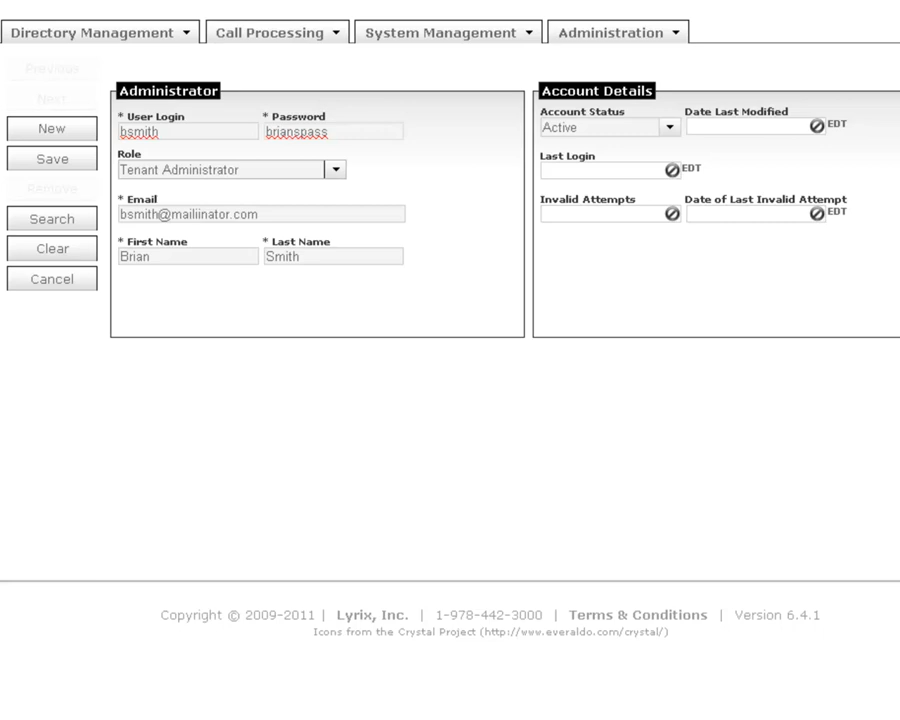 Directory Management Call Processing System Management Administration
Previous
Next
New
Save
Remove
Search
Clear
Cancel
Administrator
* User Login * Password
bsmith brianspass
Role
Tenant Administrator
* Email
bsmith@mailiinator.com
* First Name * Last Name
Brian Smith
Account Details
Account Status Date Last Modified
Active EDT
Last Login
EDT
Invalid Attempts Date of Last Invalid Attempt
EDT
Copyright © 2009-2011 | Lyrix, Inc. | 1-978-442-3000 | Terms & Conditions | Version 6.4.1
Icons from the Crystal Project (http://www.everaldo.com/crystal/)